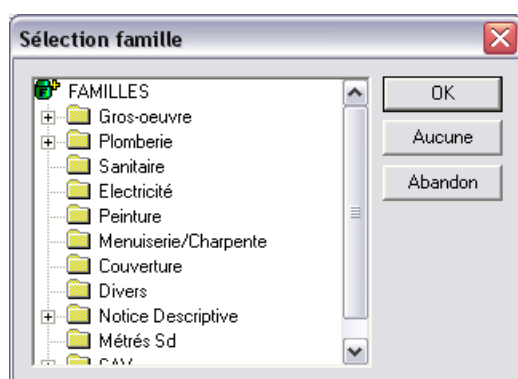 Sélection famille
FAMILLES
Gros-oeuvre
Plomberie
Sanitaire
Electricité
Peinture
Menuiserie/Charpente
Couverture
Divers
Notice Descriptive
Métrés Sd
SAV
OK
Aucune
Abandon